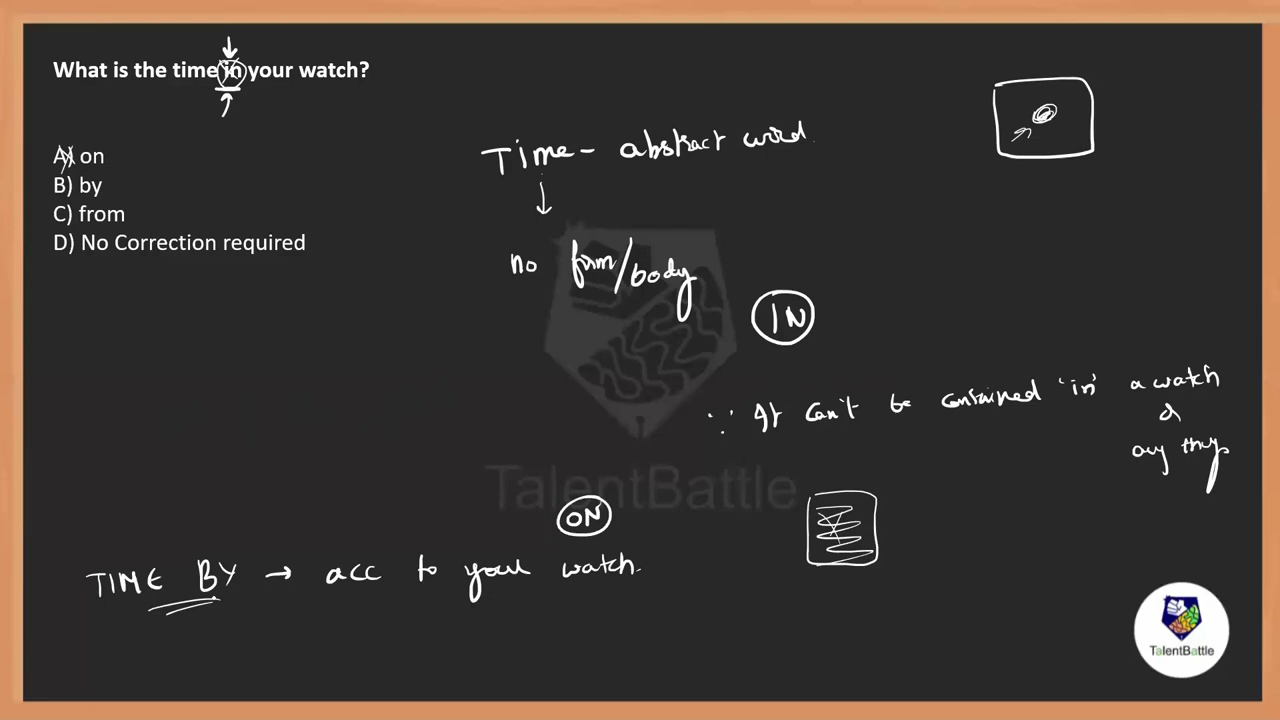 What is the time in your watch?
A) on
B) by
C) from
D) No Correction required
Time - abstract word
no form/body
IN
∵ It can't be contained 'in' a watch
or
any thing
ON
TIME BY → acc to your watch.
TalentBattle
TalentBattle